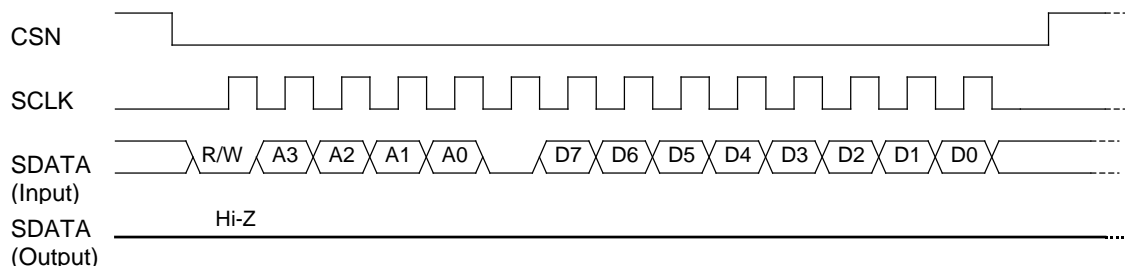 CSN
SCLK
SDATA
(Input)
R/W A3 A2 A1 A0 D7 D6 D5 D4 D3 D2 D1 D0
SDATA
(Output)
Hi-Z